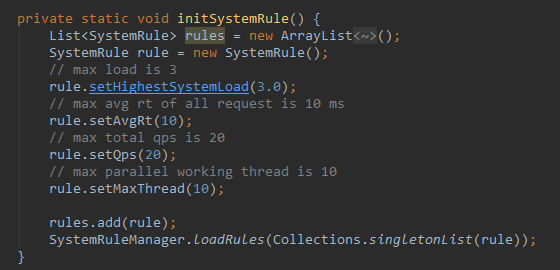 private static void initSystemRule() {
    List<SystemRule> rules = new ArrayList<~>();
    SystemRule rule = new SystemRule();
    // max load is 3
    rule.setHighestSystemLoad(3.0);
    // max avg rt of all request is 10 ms
    rule.setAvgRt(10);
    // max total qps is 20
    rule.setQps(20);
    // max parallel working thread is 10
    rule.setMaxThread(10);

    rules.add(rule);
    SystemRuleManager.loadRules(Collections.singletonList(rule));
}